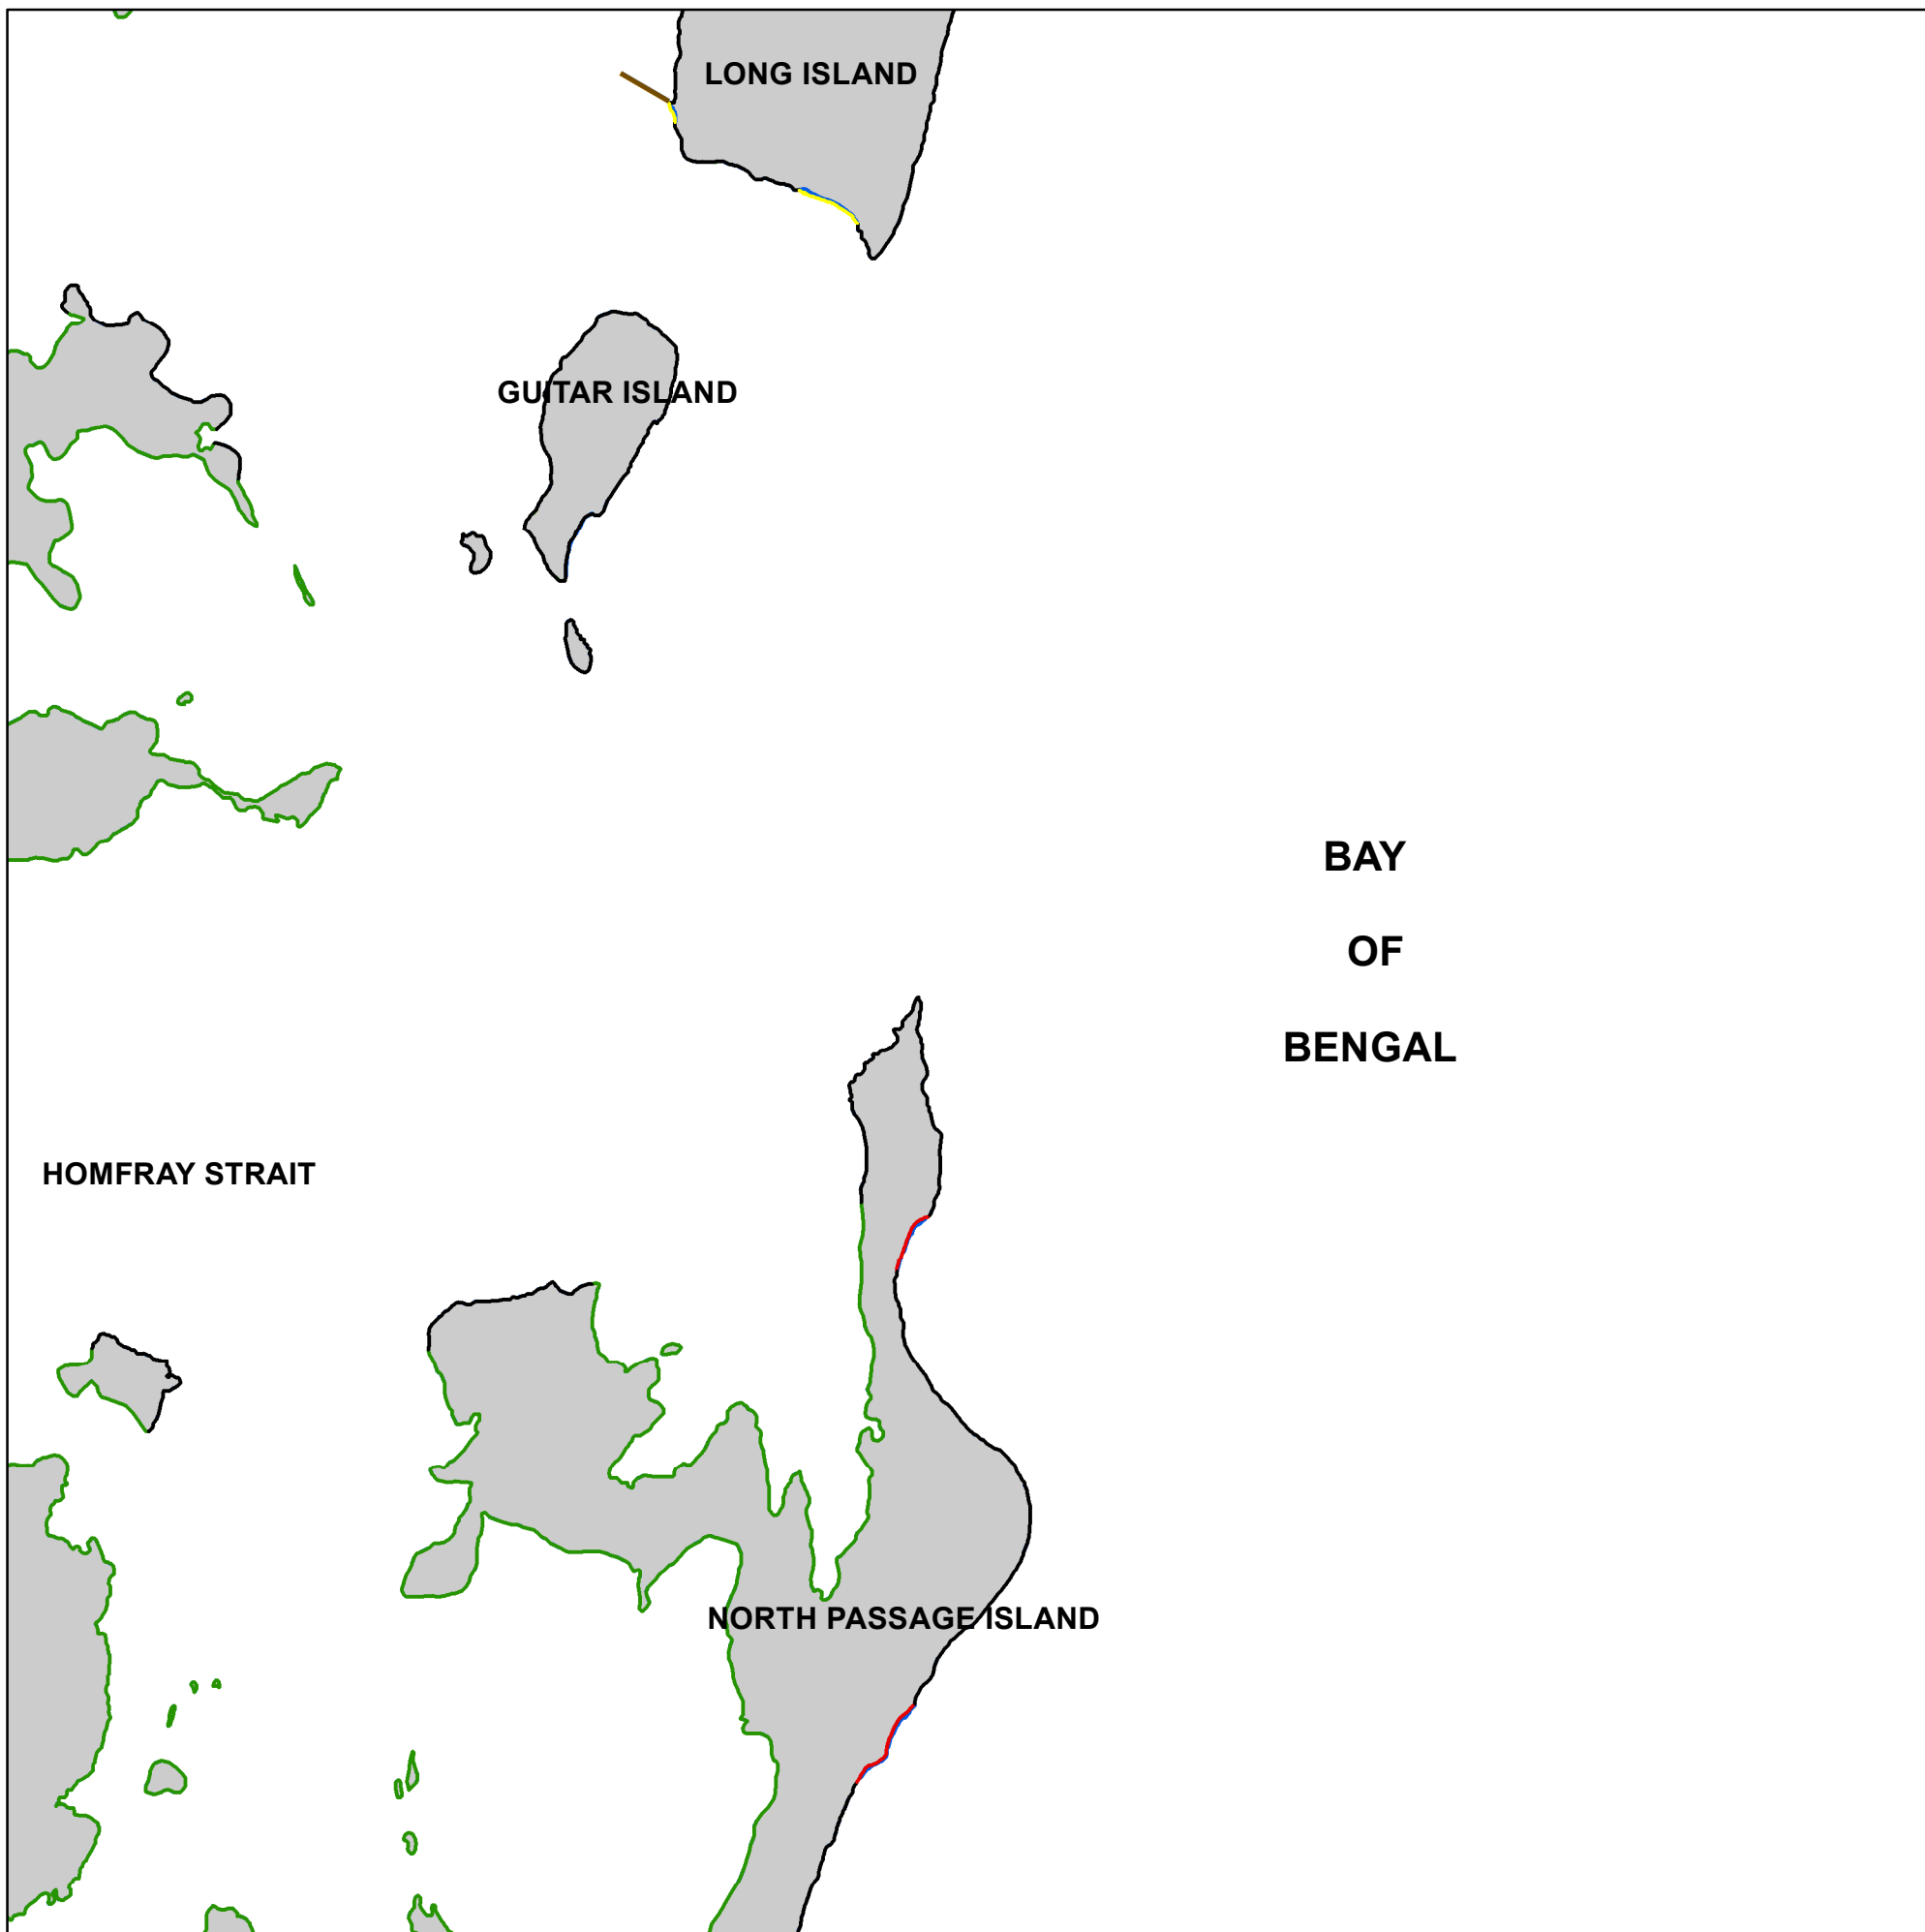 LONG ISLAND
GUITAR ISLAND
BAY
OF
BENGAL
HOMFRAY STRAIT
NORTH PASSAGE ISLAND